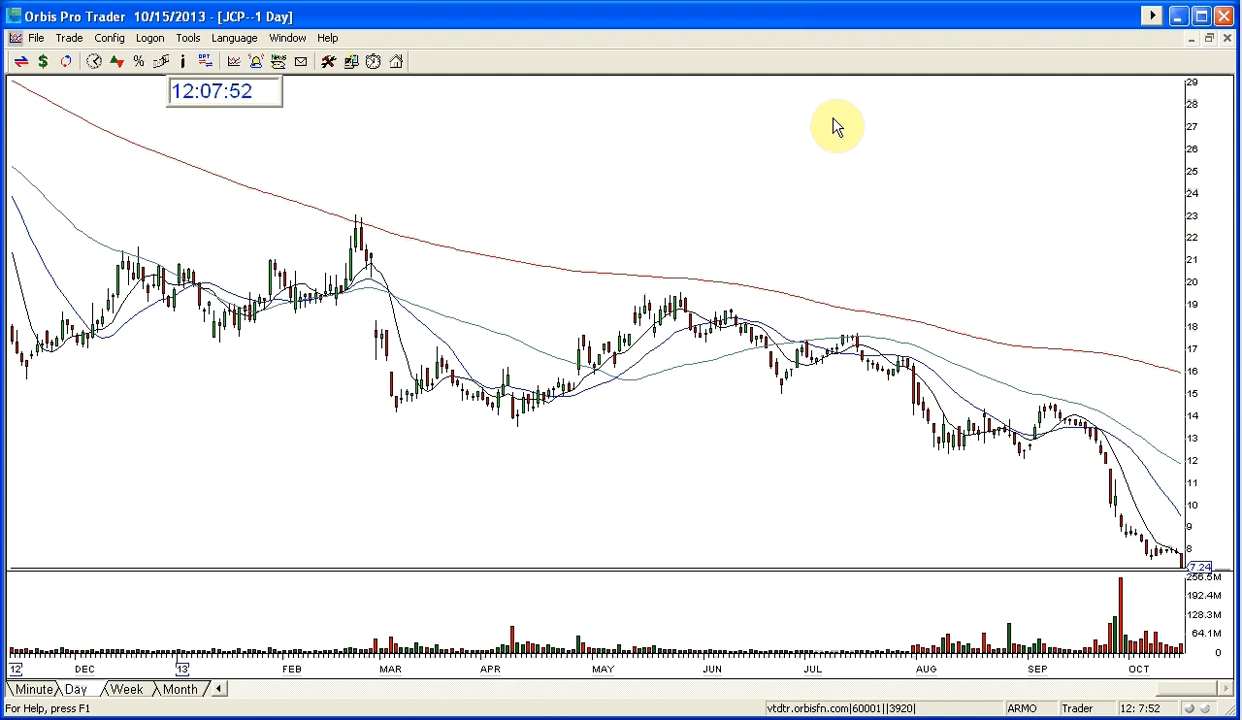 Orbis Pro Trader 10/15/2013 - [JCP--1 Day]
File Trade Config Logon Tools Language Window Help
$ % i OPT News
12:07:52
29
28
27
26
25
24
23
22
21
20
19
18
17
16
15
14
13
12
11
10
9
8
7.24
256.5M
192.4M
128.3M
64.1M
0
12 DEC 13 FEB MAR APR MAY JUN JUL AUG SEP OCT
Minute Day Week Month
For Help, press F1 vtdtr.orbisfn.com|60001||3920| ARMO Trader 12: 7:52